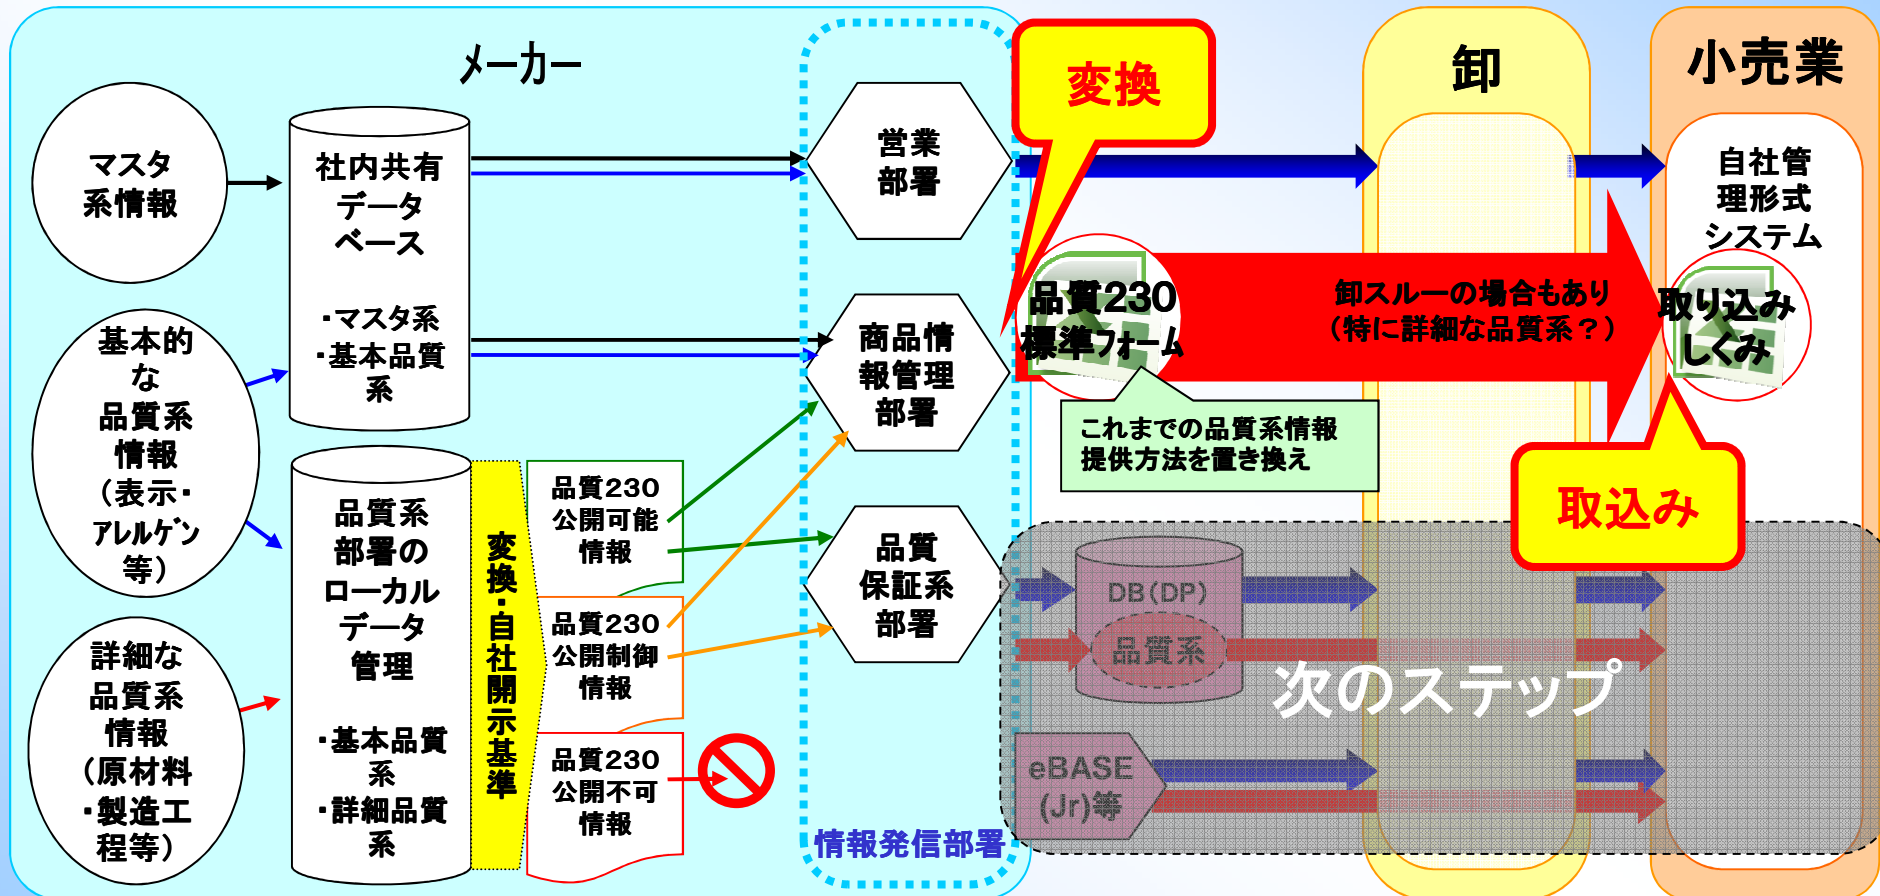 メーカー
卸
小売業
マスタ
系情報
基本的
な
品質系
情報
（表示・
アレルゲン
等）
詳細な
品質系
情報
（原材料
・製造工
程等）
社内共有
データ
ベース
・マスタ系
・基本品質
系
品質系
部署の
ローカル
データ
管理
・基本品質
系
・詳細品質
系
変換・自社開示基準
品質230
公開可能
情報
品質230
公開制御
情報
品質230
公開不可
情報
営業
部署
商品情
報管理
部署
品質
保証系
部署
情報発信部署
変換
品質230
標準フォーム
これまでの品質系情報
提供方法を置き換え
卸スルーの場合もあり
（特に詳細な品質系？）
自社管
理形式
システム
取り込み
しくみ
取込み
DB(DP)
品質系
次のステップ
eBASE
(Jr)等